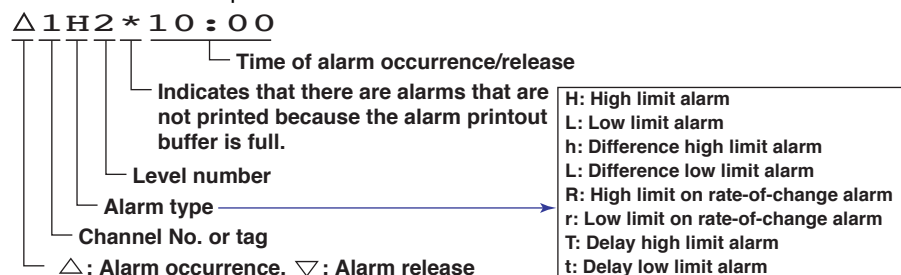 △1H2*10:00
Time of alarm occurrence/release
Indicates that there are alarms that are
not printed because the alarm printout
buffer is full.
Level number
Alarm type
Channel No. or tag
△: Alarm occurrence, ▽: Alarm release
H: High limit alarm
L: Low limit alarm
h: Difference high limit alarm
L: Difference low limit alarm
R: High limit on rate-of-change alarm
r: Low limit on rate-of-change alarm
T: Delay high limit alarm
t: Delay low limit alarm